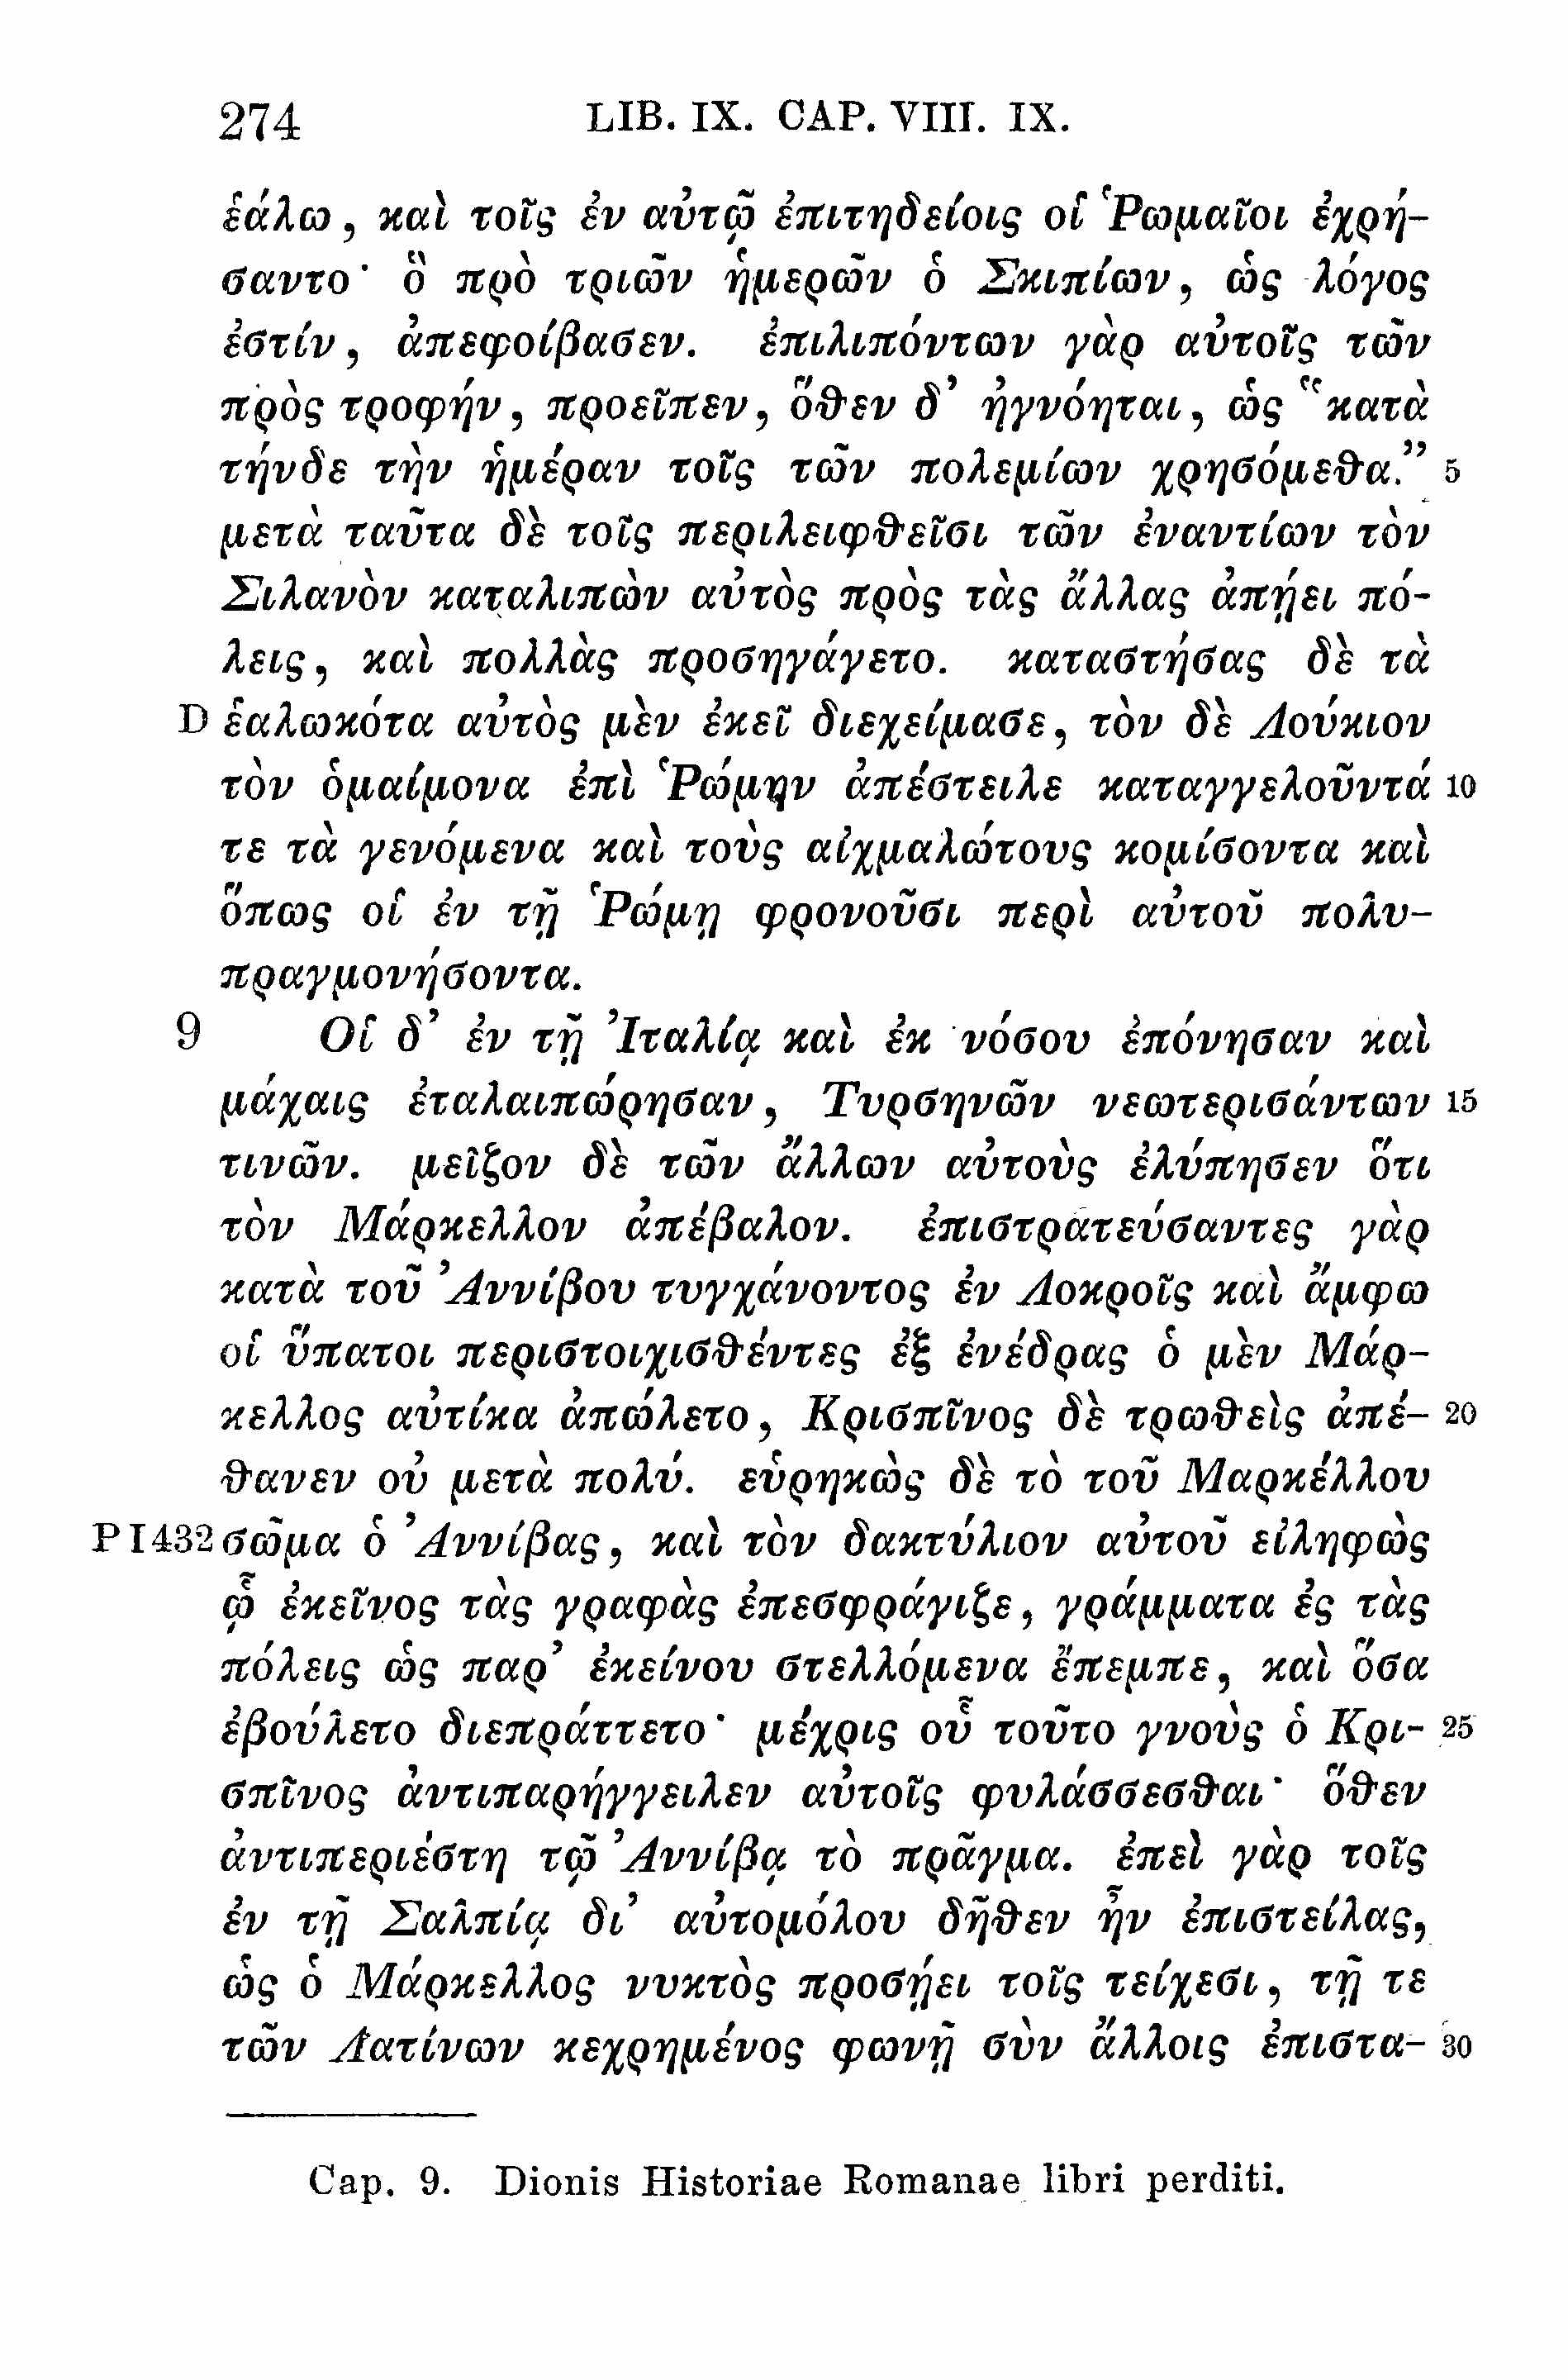 274 LIB. IX. CAP. VIII. IX.
ἑάλω, καὶ τοῖς ἐν αὐτῷ ἐπιτηδείοις οἱ Ῥωμαῖοι ἐχρή-
σαντο· ὃ πρὸ τριῶν ἡμερῶν ὁ Σκιπίων, ὡς λόγος
ἐστίν, ἀπεφοίβασεν. ἐπιλιπόντων γὰρ αὐτοῖς τῶν
πρὸς τροφήν, προεῖπεν, ὅθεν δ' ἠγνόηται, ὡς "κατὰ
τήνδε τὴν ἡμέραν τοῖς τῶν πολεμίων χρησόμεθα." 5
μετὰ ταῦτα δὲ τοῖς περιλειφθεῖσι τῶν ἐναντίων τὸν
Σιλανὸν καταλιπὼν αὐτὸς πρὸς τὰς ἄλλας ἀπῄει πό-
λεις, καὶ πολλὰς προσηγάγετο. καταστήσας δὲ τὰ
D ἑαλωκότα αὐτὸς μὲν ἐκεῖ διεχείμασε, τὸν δὲ Λούκιον
τὸν ὁμαίμονα ἐπὶ Ῥώμην ἀπέστειλε καταγγελοῦντά 10
τε τὰ γενόμενα καὶ τοὺς αἰχμαλώτους κομίσοντα καὶ
ὅπως οἱ ἐν τῇ Ῥώμῃ φρονοῦσι περὶ αὐτοῦ πολυ-
πραγμονήσοντα.
9 Οἱ δ' ἐν τῇ Ἰταλίᾳ καὶ ἐκ νόσου ἐπόνησαν καὶ
μάχαις ἐταλαιπώρησαν, Τυρσηνῶν νεωτερισάντων 15
τινῶν. μεῖζον δὲ τῶν ἄλλων αὐτοὺς ἐλύπησεν ὅτι
τὸν Μάρκελλον ἀπέβαλον. ἐπιστρατεύσαντες γὰρ
κατὰ τοῦ Ἀννίβου τυγχάνοντος ἐν Λοκροῖς καὶ ἄμφω
οἱ ὕπατοι περιστοιχισθέντες ἐξ ἐνέδρας ὁ μὲν Μάρ-
κελλος αὐτίκα ἀπώλετο, Κρισπῖνος δὲ τρωθεὶς ἀπέ- 20
θανεν οὐ μετὰ πολύ. εὑρηκὼς δὲ τὸ τοῦ Μαρκέλλου
P I 432 σῶμα ὁ Ἀννίβας, καὶ τὸν δακτύλιον αὐτοῦ εἰληφὼς
ᾧ ἐκεῖνος τὰς γραφὰς ἐπεσφράγιζε, γράμματα ἐς τὰς
πόλεις ὡς παρ' ἐκείνου στελλόμενα ἔπεμπε, καὶ ὅσα
ἐβούλετο διεπράττετο· μέχρις οὗ τοῦτο γνοὺς ὁ Κρι- 25
σπῖνος ἀντιπαρήγγειλεν αὐτοῖς φυλάσσεσθαι· ὅθεν
ἀντιπεριέστη τῷ Ἀννίβᾳ τὸ πρᾶγμα. ἐπεὶ γὰρ τοῖς
ἐν τῇ Σαλπίᾳ δι' αὐτομόλου δῆθεν ἦν ἐπιστείλας,
ὡς ὁ Μάρκελλος νυκτὸς προσῄει τοῖς τείχεσι, τῇ τε
τῶν Λατίνων κεχρημένος φωνῇ σὺν ἄλλοις ἐπιστα- 30
Cap. 9. Dionis Historiae Romanae libri perditi.